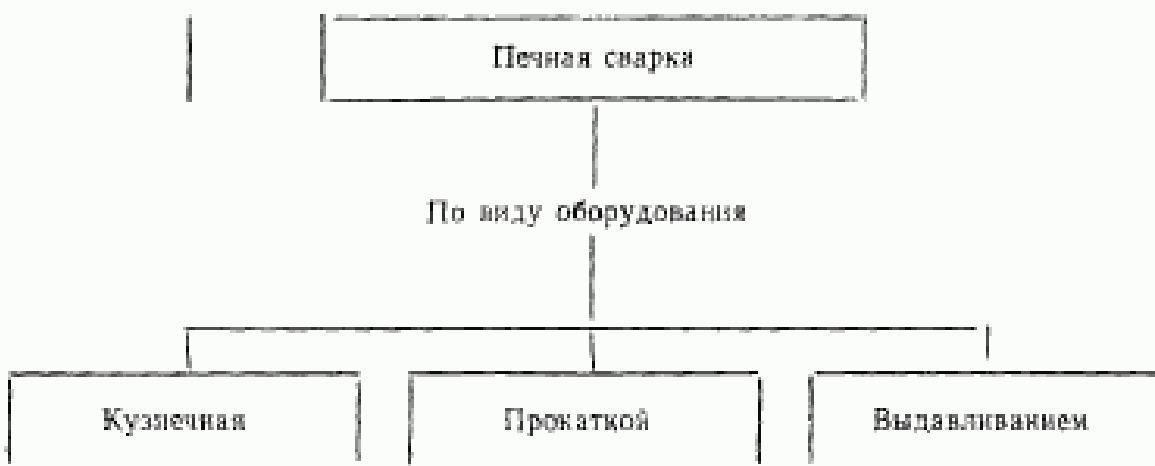 Печная сварка
По виду оборудования
Кузнечная
Прокаткой
Выдавливанием